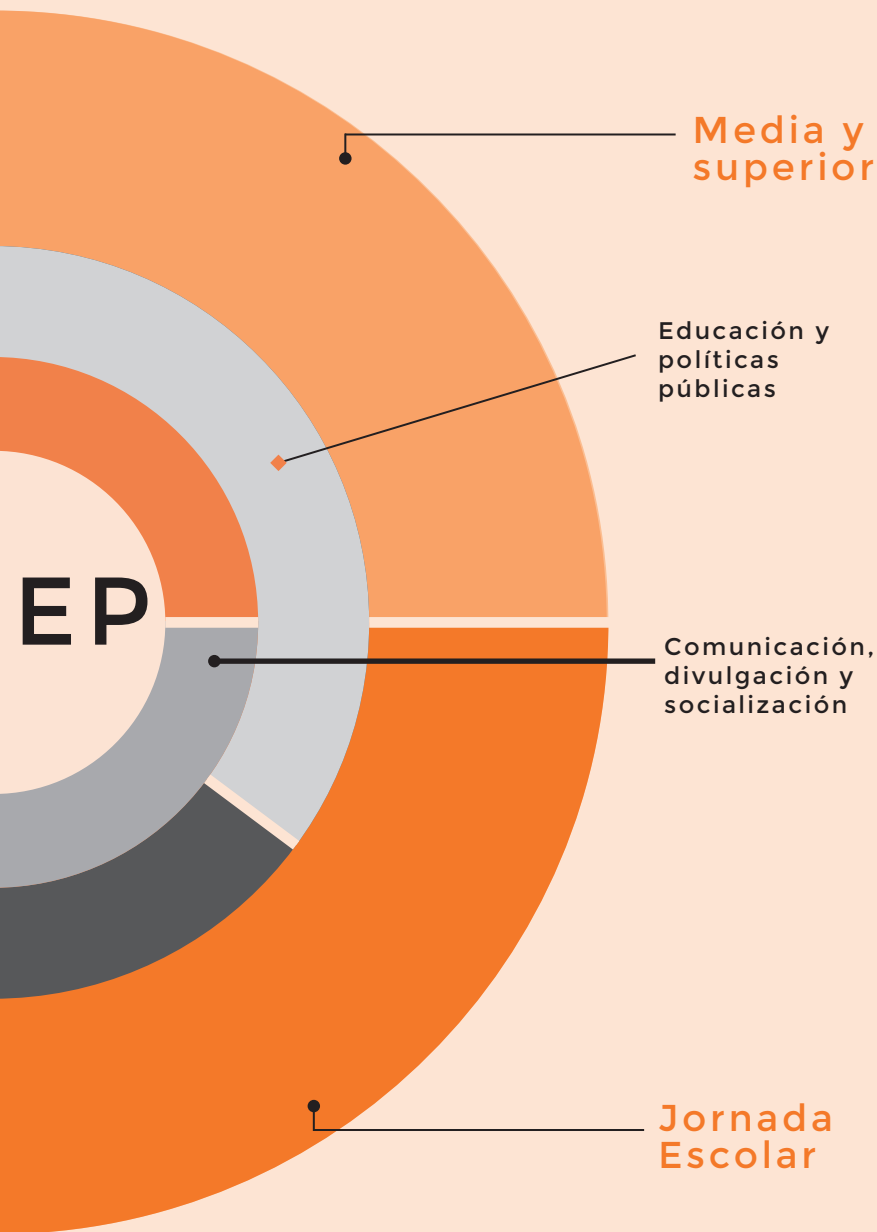 Media y
superior
Educación y
políticas
públicas
EP
Comunicación,
divulgación y
socialización
Jornada
Escolar